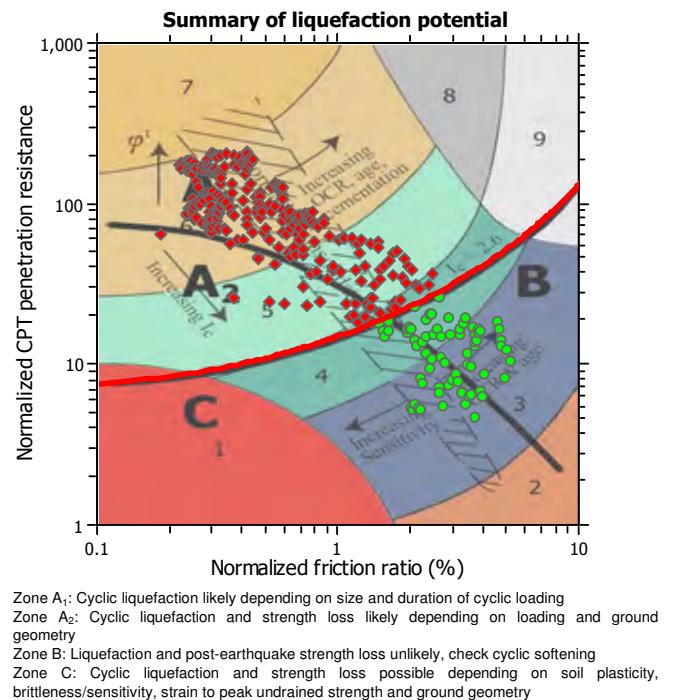 Summary of liquefaction potential
1,000
100
10
1
0.1
1
10
Normalized CPT penetration resistance
Normalized friction ratio (%)
7
8
9
φ'
Increasing
OCR, age,
cementation
A₂
Increasing Ic
5
Ic = 2.6
B
4
3
C
1
2
Increasing
Sensitivity
Zone A₁: Cyclic liquefaction likely depending on size and duration of cyclic loading
Zone A₂: Cyclic liquefaction and strength loss likely depending on loading and ground
geometry
Zone B: Liquefaction and post-earthquake strength loss unlikely, check cyclic softening
Zone C: Cyclic liquefaction and strength loss possible depending on soil plasticity,
brittleness/sensitivity, strain to peak undrained strength and ground geometry